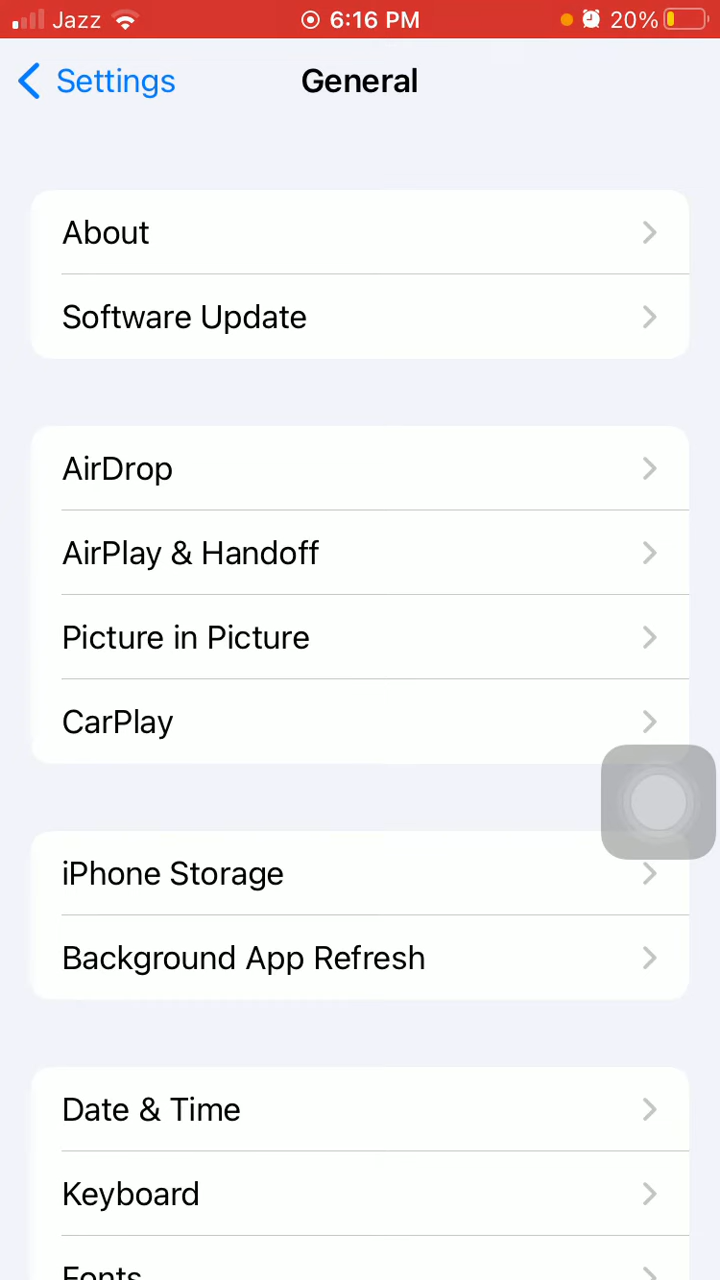 Jazz 6:16 PM 20%
Settings General
About
Software Update
AirDrop
AirPlay & Handoff
Picture in Picture
CarPlay
iPhone Storage
Background App Refresh
Date & Time
Keyboard
Fonts